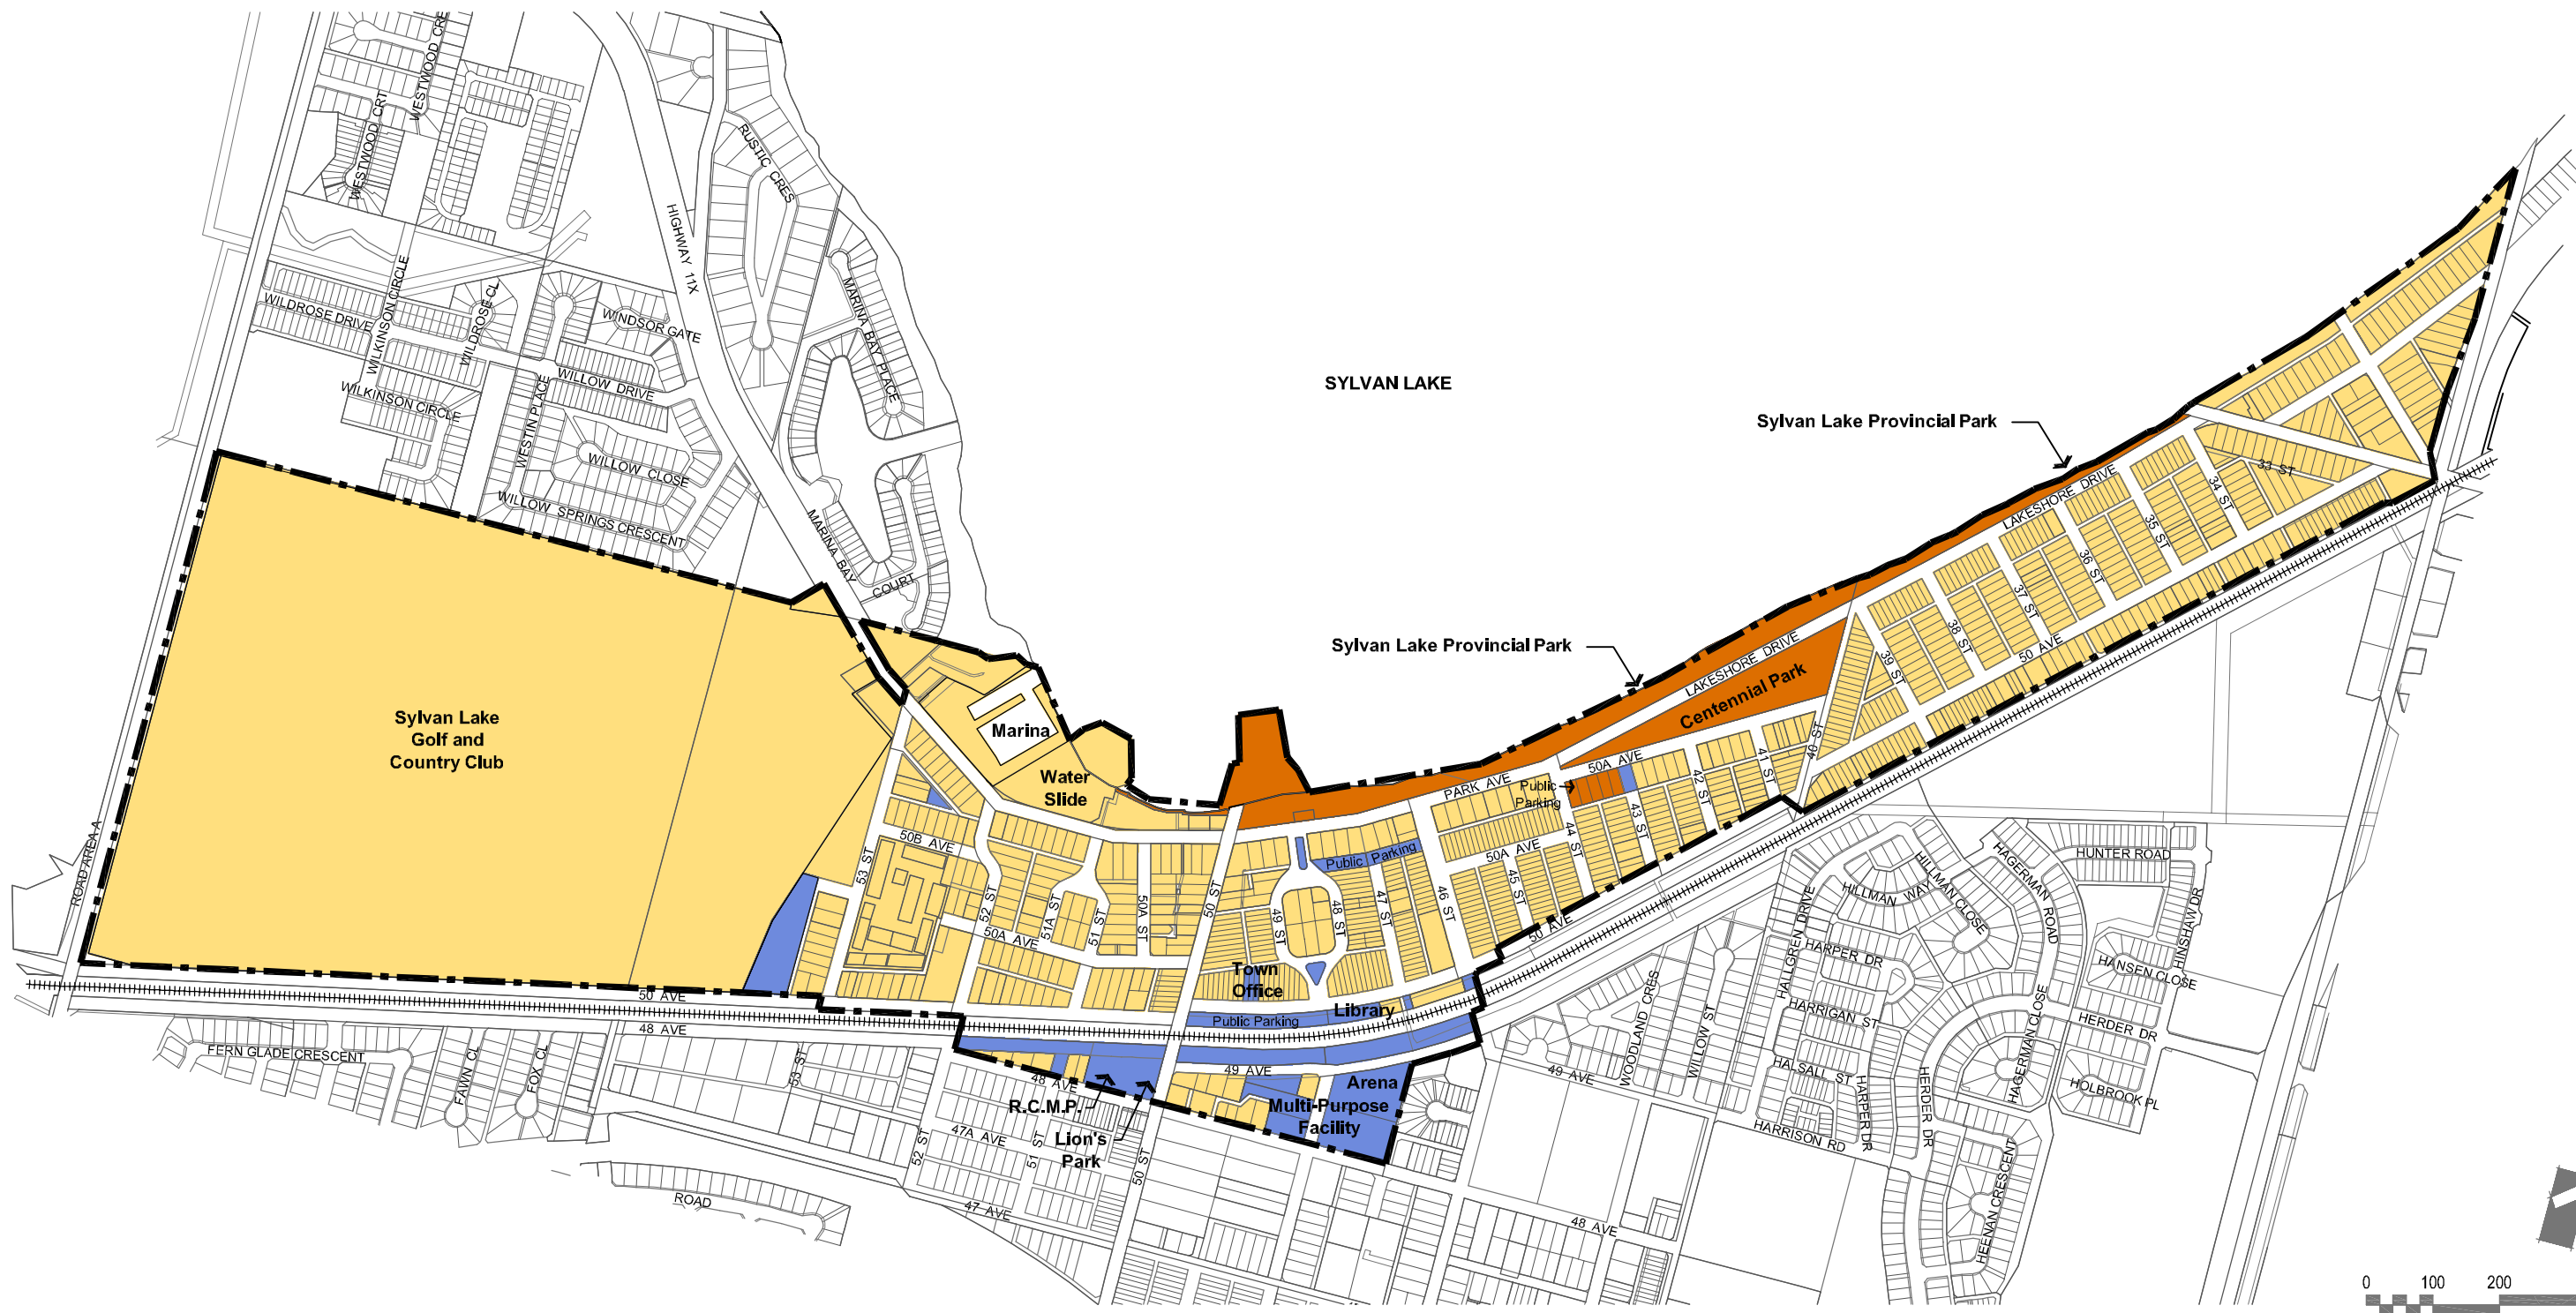 WESTWOOD CRE
WESTWOOD CRT
RUSTIC CRES
HIGHWAY 11X
MARINA BAY PLACE
WILDROSE DRIVE
WILKINSON CIRCLE
WILDROSE CL
WINDSOR GATE
WILLOW DRIVE
WILKINSON CIRCLE
WESTIN PLACE
WILLOW CLOSE
WILLOW SPRINGS CRESCENT
MARINA BAY
COURT
SYLVAN LAKE
Sylvan Lake Provincial Park
LAKESHORE DRIVE
33 ST
34 ST
35 ST
36 ST
37 ST
38 ST
39 ST
50 AVE
Sylvan Lake Provincial Park
LAKESHORE DRIVE
Centennial Park
40 ST
41 ST
42 ST
43 ST
44 ST
45 ST
46 ST
47 ST
48 ST
49 ST
50 ST
50A AVE
PARK AVE
Public
Parking
50A AVE
Public Parking
50 AVE
Sylvan Lake
Golf and
Country Club
Marina
Water
Slide
ROAD AREA A
53 ST
50B AVE
52 ST
51A ST
51 ST
50A ST
50A AVE
Town
Office
Library
Public Parking
50 AVE
48 AVE
FERN GLADE CRESCENT
FAWN CL
FOX CL
53 ST
48 AVE
49 AVE
R.C.M.P.
Lion's
Park
Arena
Multi-Purpose
Facility
47A AVE
52 ST
51 ST
50 ST
47 AVE
ROAD
49 AVE
48 AVE
WOODLAND CRES
WILLOW ST
HALLGREN DRIVE
HARPER DR
HARRIGAN ST
HALSALL ST
HARPER DR
HARRISON RD
HILLMAN WAY
HILLMAN CLOSE
HAGERMAN ROAD
HUNTER ROAD
HINSHAW DR
HANSEN CLOSE
HERDER DR
HAGERMAN CLOSE
HOLBROOK PL
HERDER DR
HEENAN CRESCENT
0 100 200